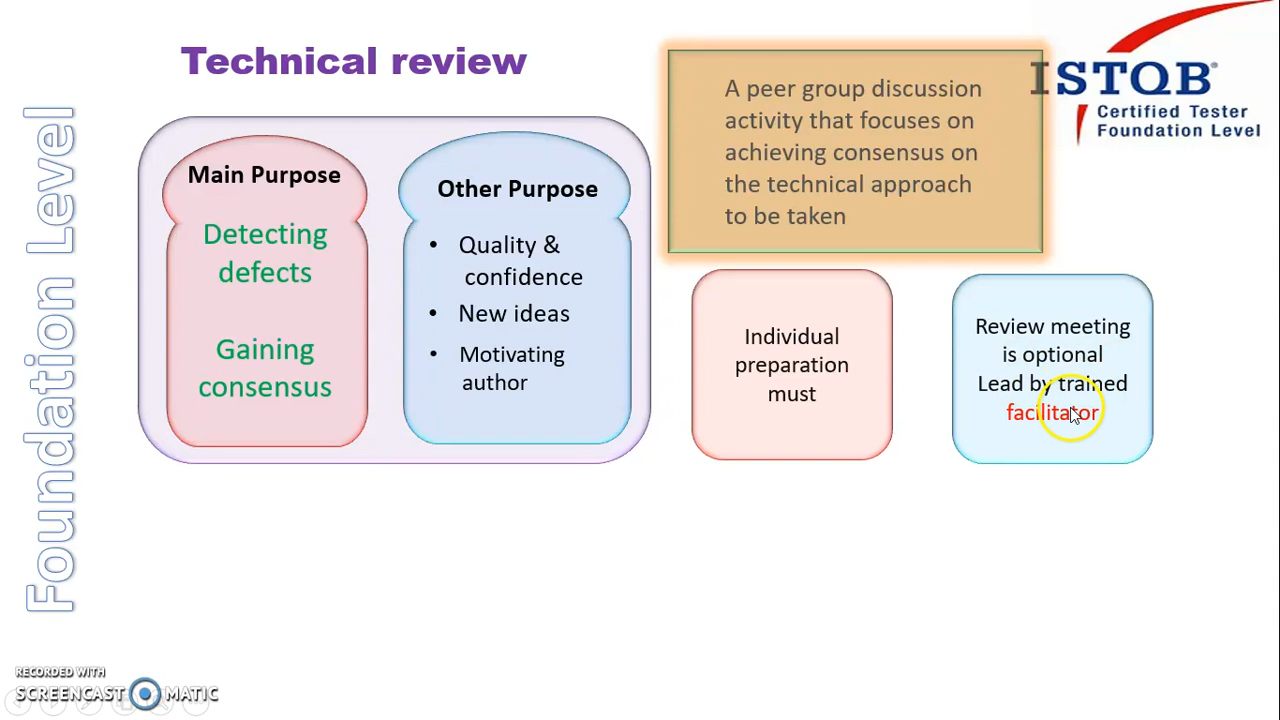 Technical review
Foundation Level
Main Purpose
Detecting
defects
Gaining
consensus
Other Purpose
• Quality &
confidence
• New ideas
• Motivating
author
A peer group discussion
activity that focuses on
achieving consensus on
the technical approach
to be taken
ISTQB®
Certified Tester
Foundation Level
Individual
preparation
must
Review meeting
is optional
Lead by trained
facilitator
RECORDED WITH
SCREENCAST MATIC